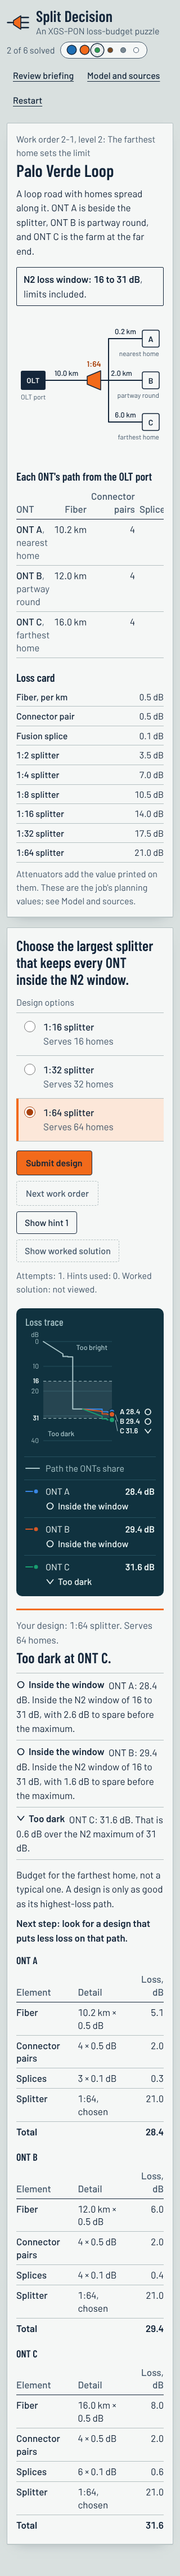 Split Decision
An XGS-PON loss-budget puzzle
2 of 6 solved
Review briefing Model and sources
Restart
Work order 2-1, level 2: The farthest
home sets the limit
Palo Verde Loop
A loop road with homes spread
along it. ONT A is beside the
splitter, ONT B is partway round,
and ONT C is the farm at the far
end.
N2 loss window: 16 to 31 dB,
limits included.
0.2 km
A
nearest home
1:64
OLT
10.0 km
2.0 km
B
OLT port
partway round
6.0 km
C
farthest home
Each ONT's path from the OLT port
Connector
ONT Fiber pairs Splice
ONT A, 10.2 km 4
nearest
home
ONT B, 12.0 km 4
partway
round
ONT C, 16.0 km 4
farthest
home
Loss card
Fiber, per km 0.5 dB
Connector pair 0.5 dB
Fusion splice 0.1 dB
1:2 splitter 3.5 dB
1:4 splitter 7.0 dB
1:8 splitter 10.5 dB
1:16 splitter 14.0 dB
1:32 splitter 17.5 dB
1:64 splitter 21.0 dB
Attenuators add the value printed on
them. These are the job's planning
values; see Model and sources.
Choose the largest splitter
that keeps every ONT
inside the N2 window.
Design options
1:16 splitter
Serves 16 homes
1:32 splitter
Serves 32 homes
1:64 splitter
Serves 64 homes
Submit design
Next work order
Show hint 1
Show worked solution
Attempts: 1. Hints used: 0. Worked
solution: not viewed.
Loss trace
dB
0
Too bright
10
16
20
31
A 28.4
B 29.4
C 31.6
Too dark
40
Path the ONTs share
ONT A 28.4 dB
Inside the window
ONT B 29.4 dB
Inside the window
ONT C 31.6 dB
Too dark
Your design: 1:64 splitter. Serves
64 homes.
Too dark at ONT C.
Inside the window ONT A: 28.4
dB. Inside the N2 window of 16 to
31 dB, with 2.6 dB to spare before
the maximum.
Inside the window ONT B: 29.4
dB. Inside the N2 window of 16 to
31 dB, with 1.6 dB to spare before
the maximum.
Too dark ONT C: 31.6 dB. That is
0.6 dB over the N2 maximum of 31
dB.
Budget for the farthest home, not a
typical one. A design is only as good
as its highest-loss path.
Next step: look for a design that
puts less loss on that path.
ONT A
Loss,
Element Detail dB
Fiber 10.2 km × 5.1
0.5 dB
Connector 4 × 0.5 dB 2.0
pairs
Splices 3 × 0.1 dB 0.3
Splitter 1:64, 21.0
chosen
Total 28.4
ONT B
Loss,
Element Detail dB
Fiber 12.0 km × 6.0
0.5 dB
Connector 4 × 0.5 dB 2.0
pairs
Splices 4 × 0.1 dB 0.4
Splitter 1:64, 21.0
chosen
Total 29.4
ONT C
Loss,
Element Detail dB
Fiber 16.0 km × 8.0
0.5 dB
Connector 4 × 0.5 dB 2.0
pairs
Splices 6 × 0.1 dB 0.6
Splitter 1:64, 21.0
chosen
Total 31.6